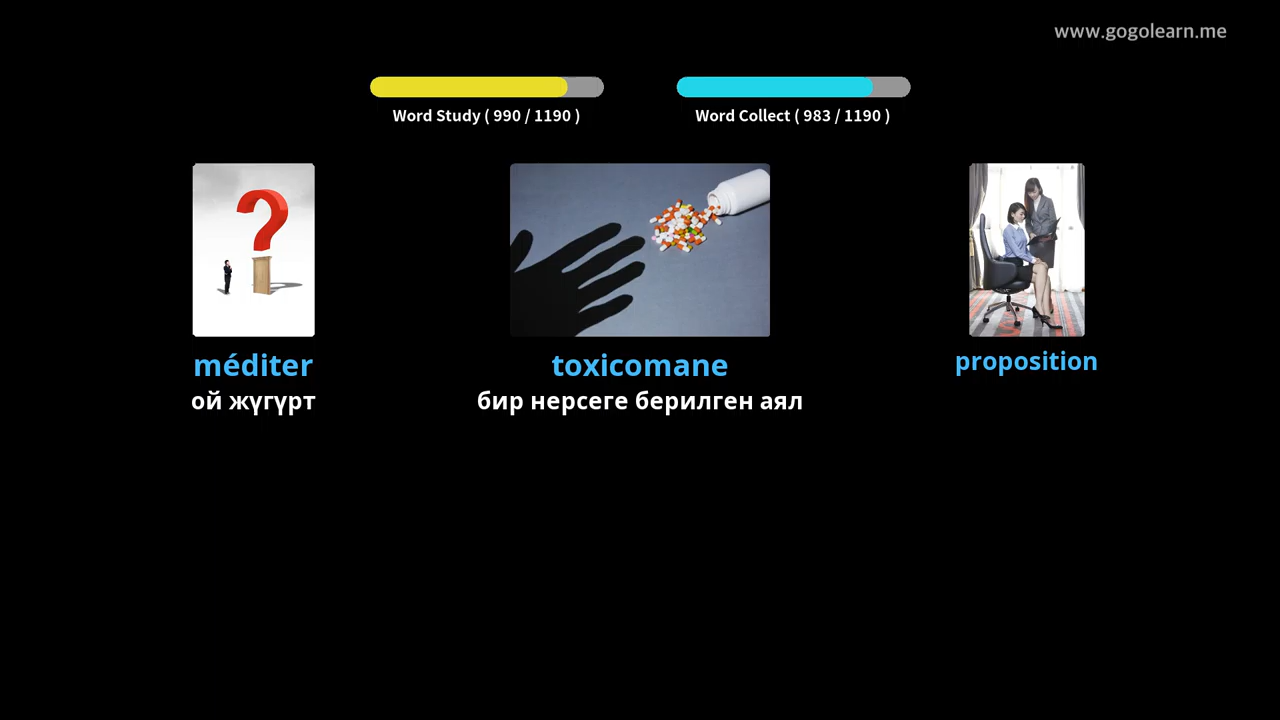 www.gogolearn.me
Word Study ( 990 / 1190 )
Word Collect ( 983 / 1190 )
méditer
ой жүгүрт
toxicomane
бир нерсеге берилген аял
proposition